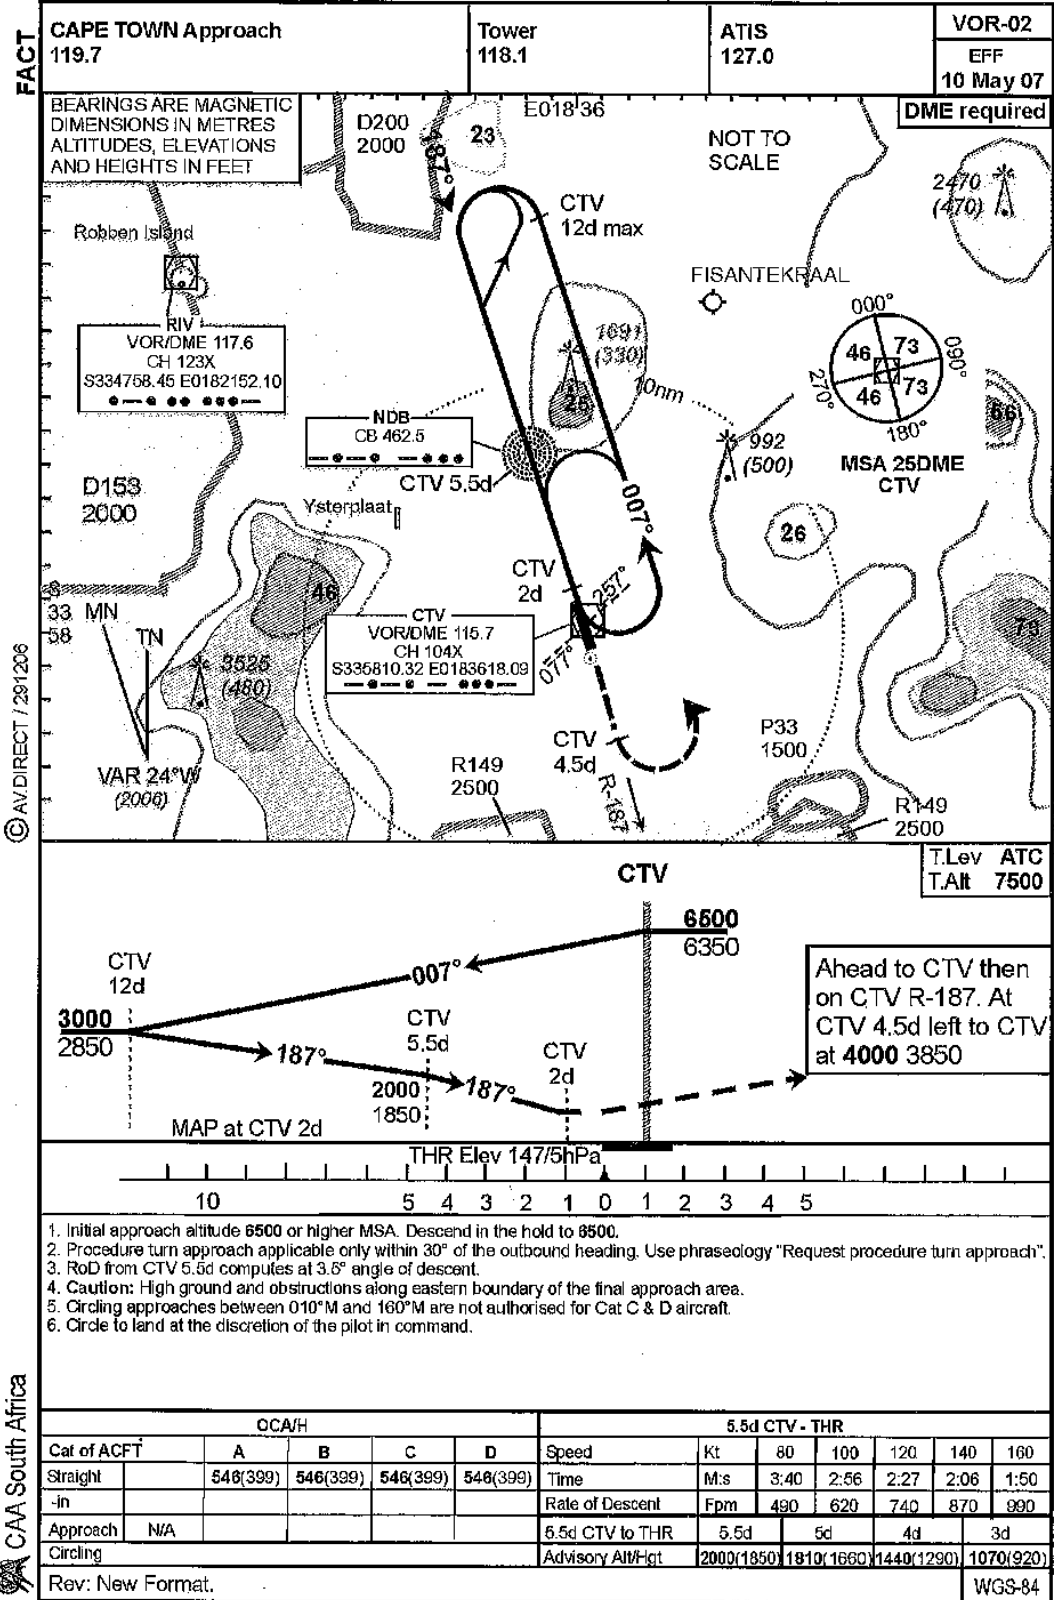 FACT
CAPE TOWN Approach
119.7
Tower
118.1
ATIS
127.0
VOR-02
EFF
10 May 07
BEARINGS ARE MAGNETIC
DIMENSIONS IN METRES
ALTITUDES, ELEVATIONS
AND HEIGHTS IN FEET
D200
2000
187°
23
E018 36
NOT TO
SCALE
DME required
2470
(470)
Robben Island
CTV
12d max
FISANTEKRAAL
RIV
VOR/DME 117.6
CH 123X
S334758.45 E0182152.10
1691
(330)
10nm
25
000°
090°
180°
270°
46
73
46
73
MSA 25DME
CTV
66
NDB
CB 462.5
CTV 5,5d
992
(500)
D153
2000
Ysterplaat
007°
26
CTV
2d
257°
S
33
58
MN
TN
46
CTV
VOR/DME 115.7
CH 104X
S335810.32 E0183618.09
077°
73
3525
(480)
VAR 24°W
(2006)
R149
2500
CTV
4.5d
R-187
P33
1500
R149
2500
© AV.DIRECT / 291206
T.Lev ATC
T.Alt 7500
CTV
6500
6350
CTV
12d
007°
3000
2850
CTV
5.5d
187°
2000
1850
187°
CTV
2d
Ahead to CTV then
on CTV R-187. At
CTV 4.5d left to CTV
at 4000 3850
MAP at CTV 2d
THR Elev 147/5hPa
10 5 4 3 2 1 0 1 2 3 4 5
1. Initial approach altitude 6500 or higher MSA. Descend in the hold to 6500.
2. Procedure turn approach applicable only within 30° of the outbound heading. Use phraseology "Request procedure turn approach".
3. RoD from CTV 5.5d computes at 3.5° angle of descent.
4. Caution: High ground and obstructions along eastern boundary of the final approach area.
5. Circling approaches between 010°M and 160°M are not authorised for Cat C & D aircraft.
6. Circle to land at the discretion of the pilot in command.
CAA South Africa
OCA/H
Cat of ACFT A B C D
Straight 546(399) 546(399) 546(399) 546(399)
-in
Approach N/A
Circling
5.5d CTV - THR
Speed Kt 80 100 120 140 160
Time M:s 3:40 2:56 2:27 2:06 1:50
Rate of Descent Fpm 490 620 740 870 990
5.5d CTV to THR 5.5d 5d 4d 3d
Advisory Alt/Hgt 2000(1850) 1810(1660) 1440(1290) 1070(920)
Rev: New Format.
WGS-84